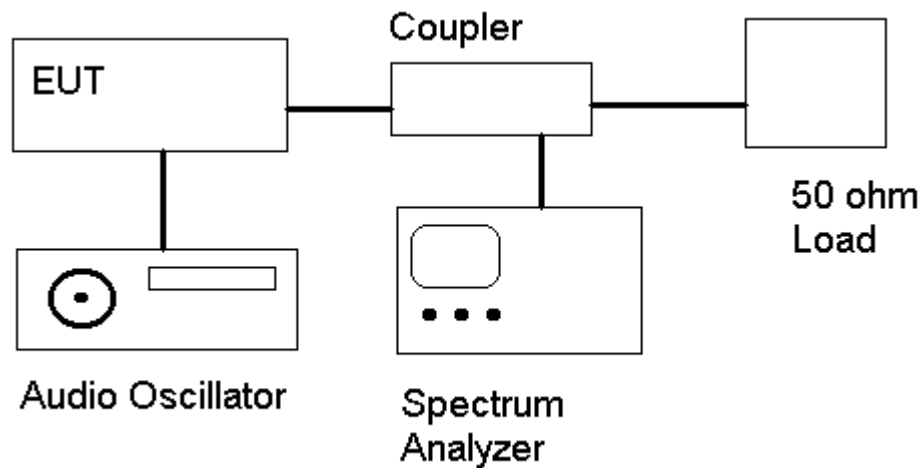 Coupler
EUT
50 ohm
Load
Audio Oscillator
Spectrum
Analyzer